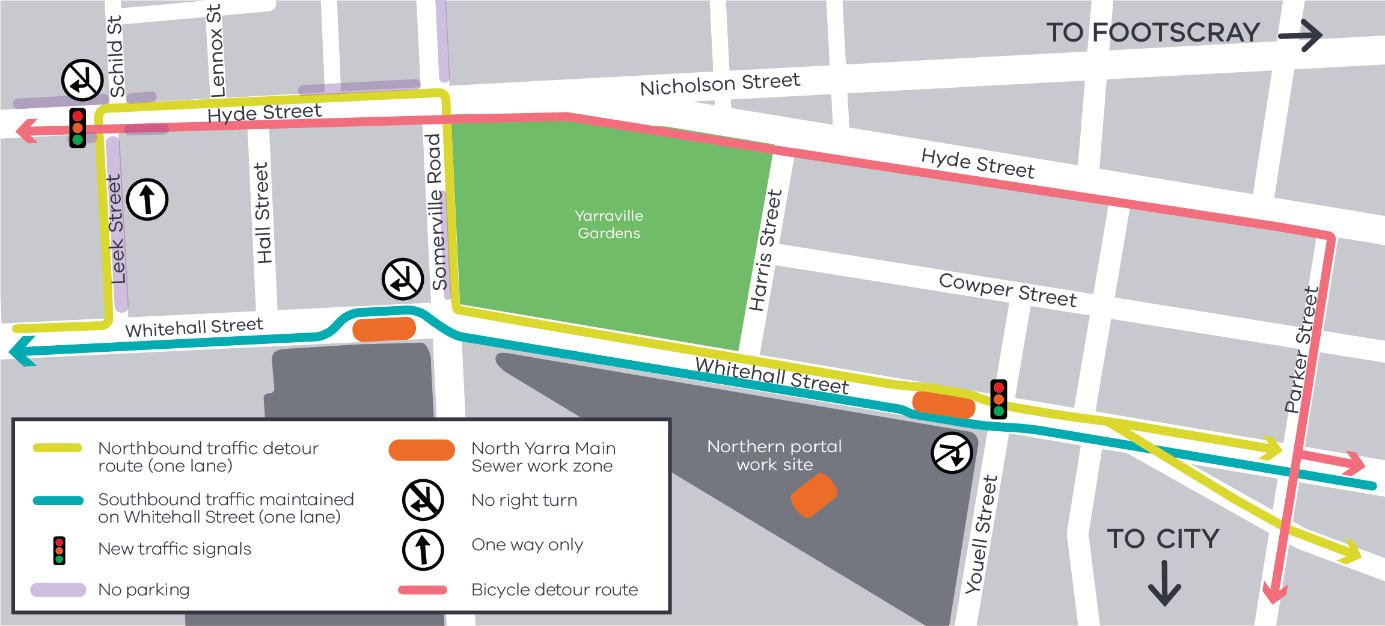 TO FOOTSCRAY
Schild St
Lennox St
Nicholson Street
Hyde Street
Hyde Street
Leek Street
Hall Street
Somerville Road
Yarraville
Gardens
Harris Street
Cowper Street
Parker Street
Whitehall Street
Whitehall Street
Northern portal
work site
Youell Street
TO CITY
Northbound traffic detour
route (one lane)
Southbound traffic maintained
on Whitehall Street (one lane)
New traffic signals
No parking
North Yarra Main
Sewer work zone
No right turn
One way only
Bicycle detour route